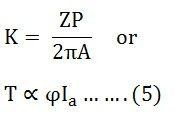 K = ZP / 2πA or
T ∝ φIₐ … … . (5)